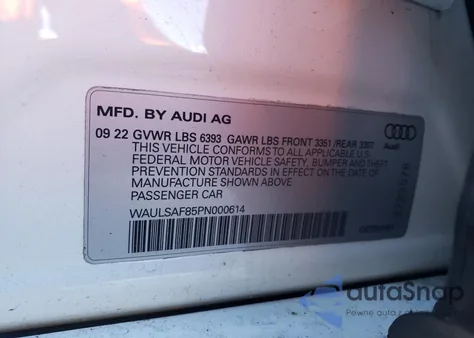 MFD. BY AUDI AG
09 22 GVWR LBS 6393 GAWR LBS FRONT 3351 /REAR 3307
THIS VEHICLE CONFORMS TO ALL APPLICABLE U.S.
FEDERAL MOTOR VEHICLE SAFETY, BUMPER AND THEFT
PREVENTION STANDARDS IN EFFECT ON THE DATE OF
MANUFACTURE SHOWN ABOVE
PASSENGER CAR
WAULSAF85PN000614
Audi
autoSnap
Pewne auta z